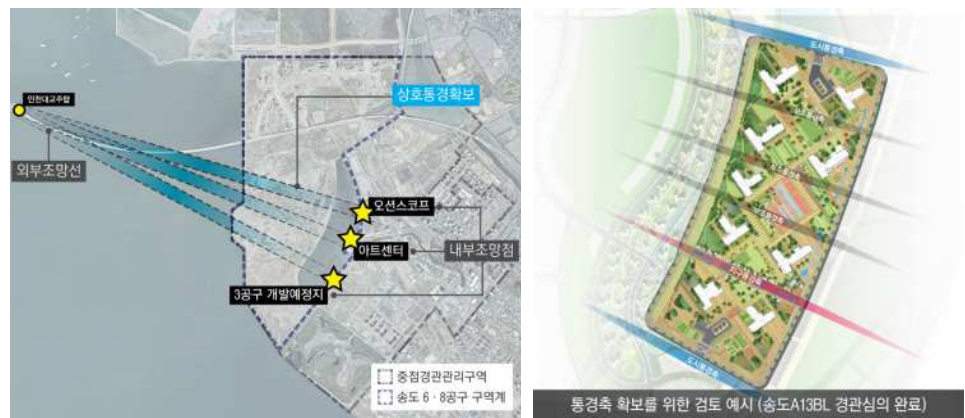 인천대교주탑
상호통경확보
외부조망선
오션스코프
아트센터
내부조망점
3공구 개발예정지
중점경관관리구역
송도 6 · 8공구 구역계
도시통경축
도시통경축
통경축 확보를 위한 검토 예시 (송도A13BL 경관심의 완료)